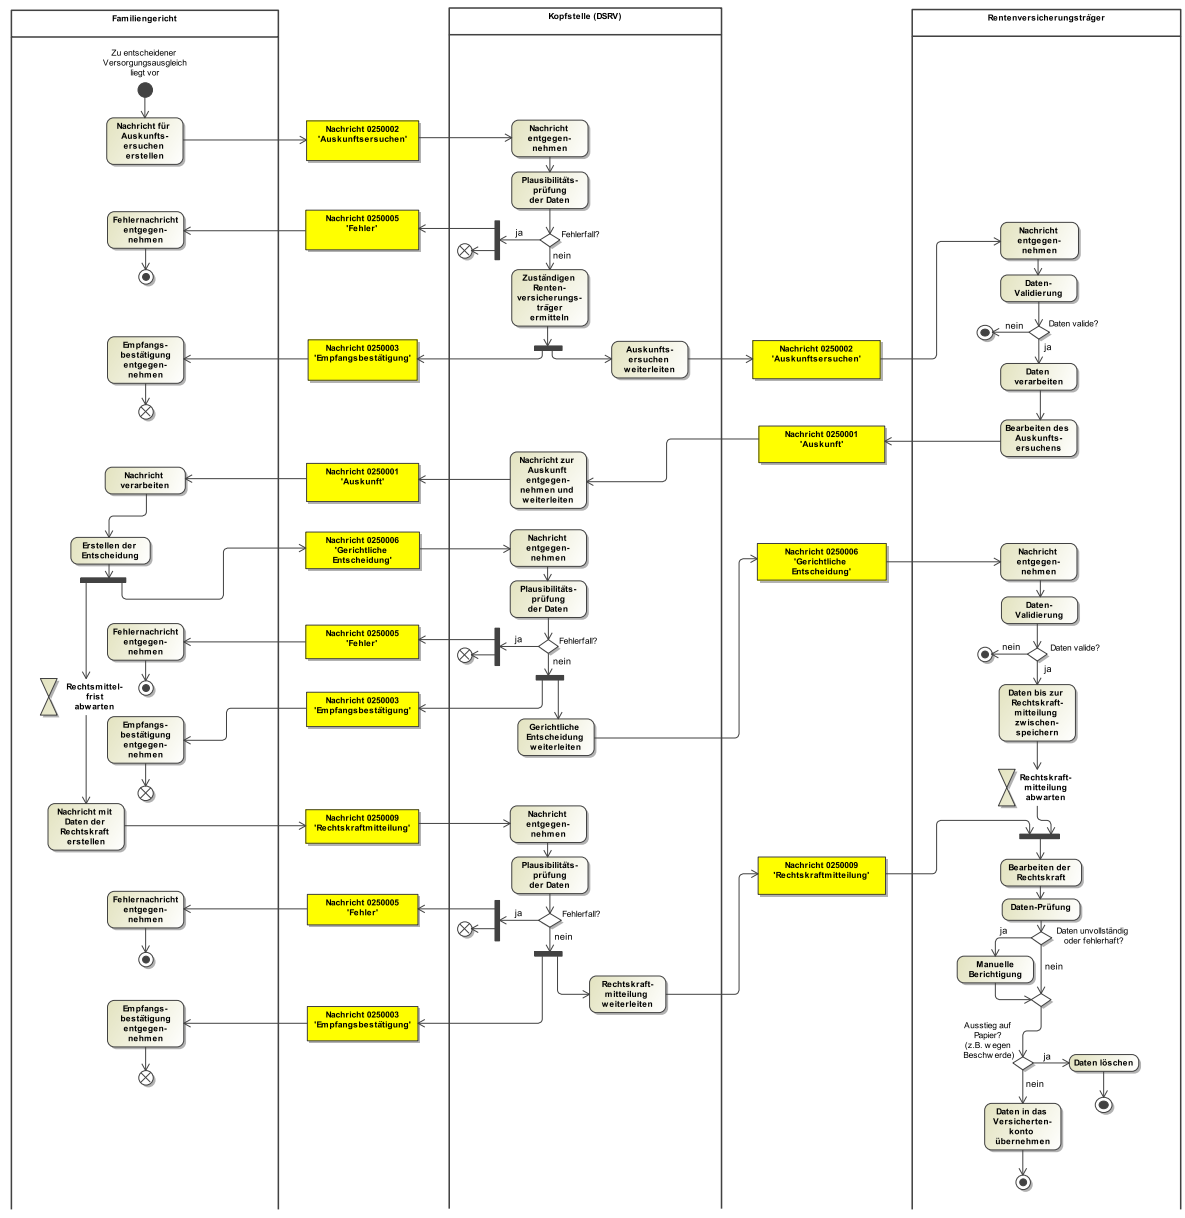 Familiengericht
Kopfstelle (DSRV)
Rentenversicherungsträger
Zu entscheidener
Versorgungsausgleich
liegt vor
Nachricht für
Auskunfts-
ersuchen
erstellen
Nachricht 0250002
'Auskunftsersuchen'
Nachricht
entgegen-
nehmen
Plausibilitäts-
prüfung
der Daten
Fehlernachricht
entgegen-
nehmen
Nachricht 0250005
'Fehler'
ja
Fehlerfall?
nein
Nachricht
entgegen-
nehmen
Zuständigen
Renten-
versicherungs-
träger
ermitteln
Daten-
Validierung
nein
Daten valide?
ja
Empfangs-
bestätigung
entgegen-
nehmen
Nachricht 0250003
'Empfangsbestätigung'
Auskunfts-
ersuchen
weiterleiten
Nachricht 0250002
'Auskunftsersuchen'
Daten
verarbeiten
Nachricht 0250001
'Auskunft'
Bearbeiten des
Auskunfts-
ersuchens
Nachricht
verarbeiten
Nachricht 0250001
'Auskunft'
Nachricht zur
Auskunft
entgegen-
nehmen und
weiterleiten
Erstellen der
Entscheidung
Nachricht 0250006
'Gerichtliche
Entscheidung'
Nachricht
entgegen-
nehmen
Nachricht 0250006
'Gerichtliche
Entscheidung'
Nachricht
entgegen-
nehmen
Plausibilitäts-
prüfung
der Daten
Daten-
Validierung
Fehlernachricht
entgegen-
nehmen
Nachricht 0250005
'Fehler'
ja
Fehlerfall?
nein
nein
Daten valide?
ja
Rechtsmittel-
frist
abwarten
Nachricht 0250003
'Empfangsbestätigung'
Daten bis zur
Rechtskraft-
mitteilung
zwischen-
speichern
Empfangs-
bestätigung
entgegen-
nehmen
Gerichtliche
Entscheidung
weiterleiten
Rechtskraft-
mitteilung
abwarten
Nachricht mit
Daten der
Rechtskraft
erstellen
Nachricht 0250009
'Rechtskraftmitteilung'
Nachricht
entgegen-
nehmen
Plausibilitäts-
prüfung
der Daten
Nachricht 0250009
'Rechtskraftmitteilung'
Bearbeiten der
Rechtskraft
Fehlernachricht
entgegen-
nehmen
Nachricht 0250005
'Fehler'
ja
Fehlerfall?
nein
Daten-Prüfung
ja
Daten unvollständig
oder fehlerhaft?
Manuelle
Berichtigung
nein
Rechtskraft-
mitteilung
weiterleiten
Empfangs-
bestätigung
entgegen-
nehmen
Nachricht 0250003
'Empfangsbestätigung'
Ausstieg auf
Papier?
(z.B. wegen
Beschwerde)
ja
Daten löschen
nein
Daten in das
Versicherten-
konto
übernehmen